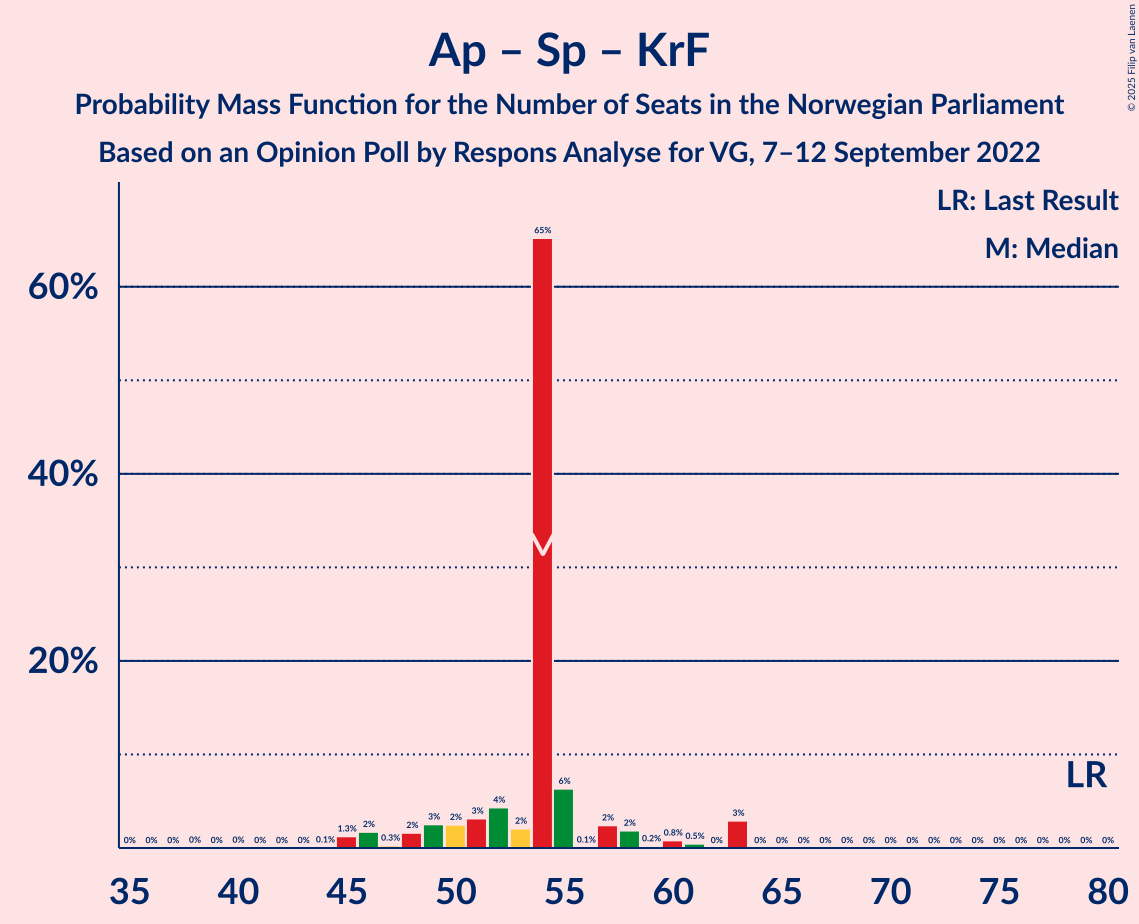 Ap – Sp – KrF
Probability Mass Function for the Number of Seats in the Norwegian Parliament
Based on an Opinion Poll by Respons Analyse for VG, 7–12 September 2022
© 2025 Filip van Laenen
LR: Last Result
M: Median
65%
60%
40%
20%
LR
0% 0% 0% 0% 0% 0% 0% 0% 0% 0.1% 1.3% 2% 0.3% 2% 3% 2% 3% 4% 2% 6% 0.1% 2% 2% 0.2% 0.8% 0.5% 0% 3% 0% 0% 0% 0% 0% 0% 0% 0% 0% 0% 0% 0% 0% 0% 0% 0% 0%
M
35 40 45 50 55 60 65 70 75 80